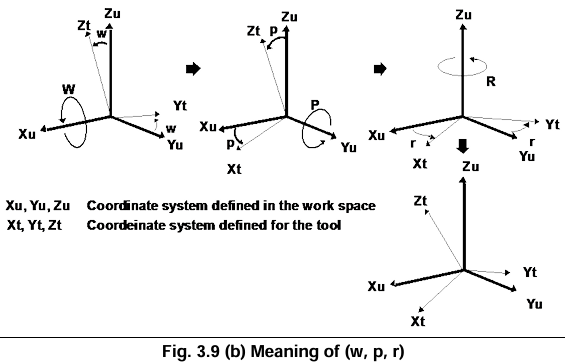 Zu
Zt
w
W
Yt
w
Xu
Yu
Zu
Zt
p
P
Xu
p
Yu
Xt
Zu
R
Xu
r
r
Yt
Xt
Yu
Zu
Zt
Xu
Yt
Yu
Xt
Xu, Yu, Zu Coordinate system defined in the work space
Xt, Yt, Zt Coordeinate system defined for the tool
Fig. 3.9 (b) Meaning of (w, p, r)